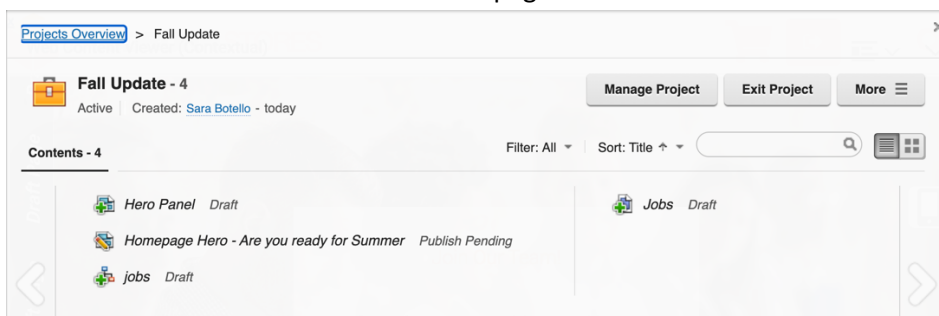 Projects Overview > Fall Update
Fall Update - 4
Active Created: Sara Botello - today
Manage Project Exit Project More
Contents - 4
Filter: All Sort: Title
Hero Panel Draft
Homepage Hero - Are you ready for Summer Publish Pending
jobs Draft
Jobs Draft